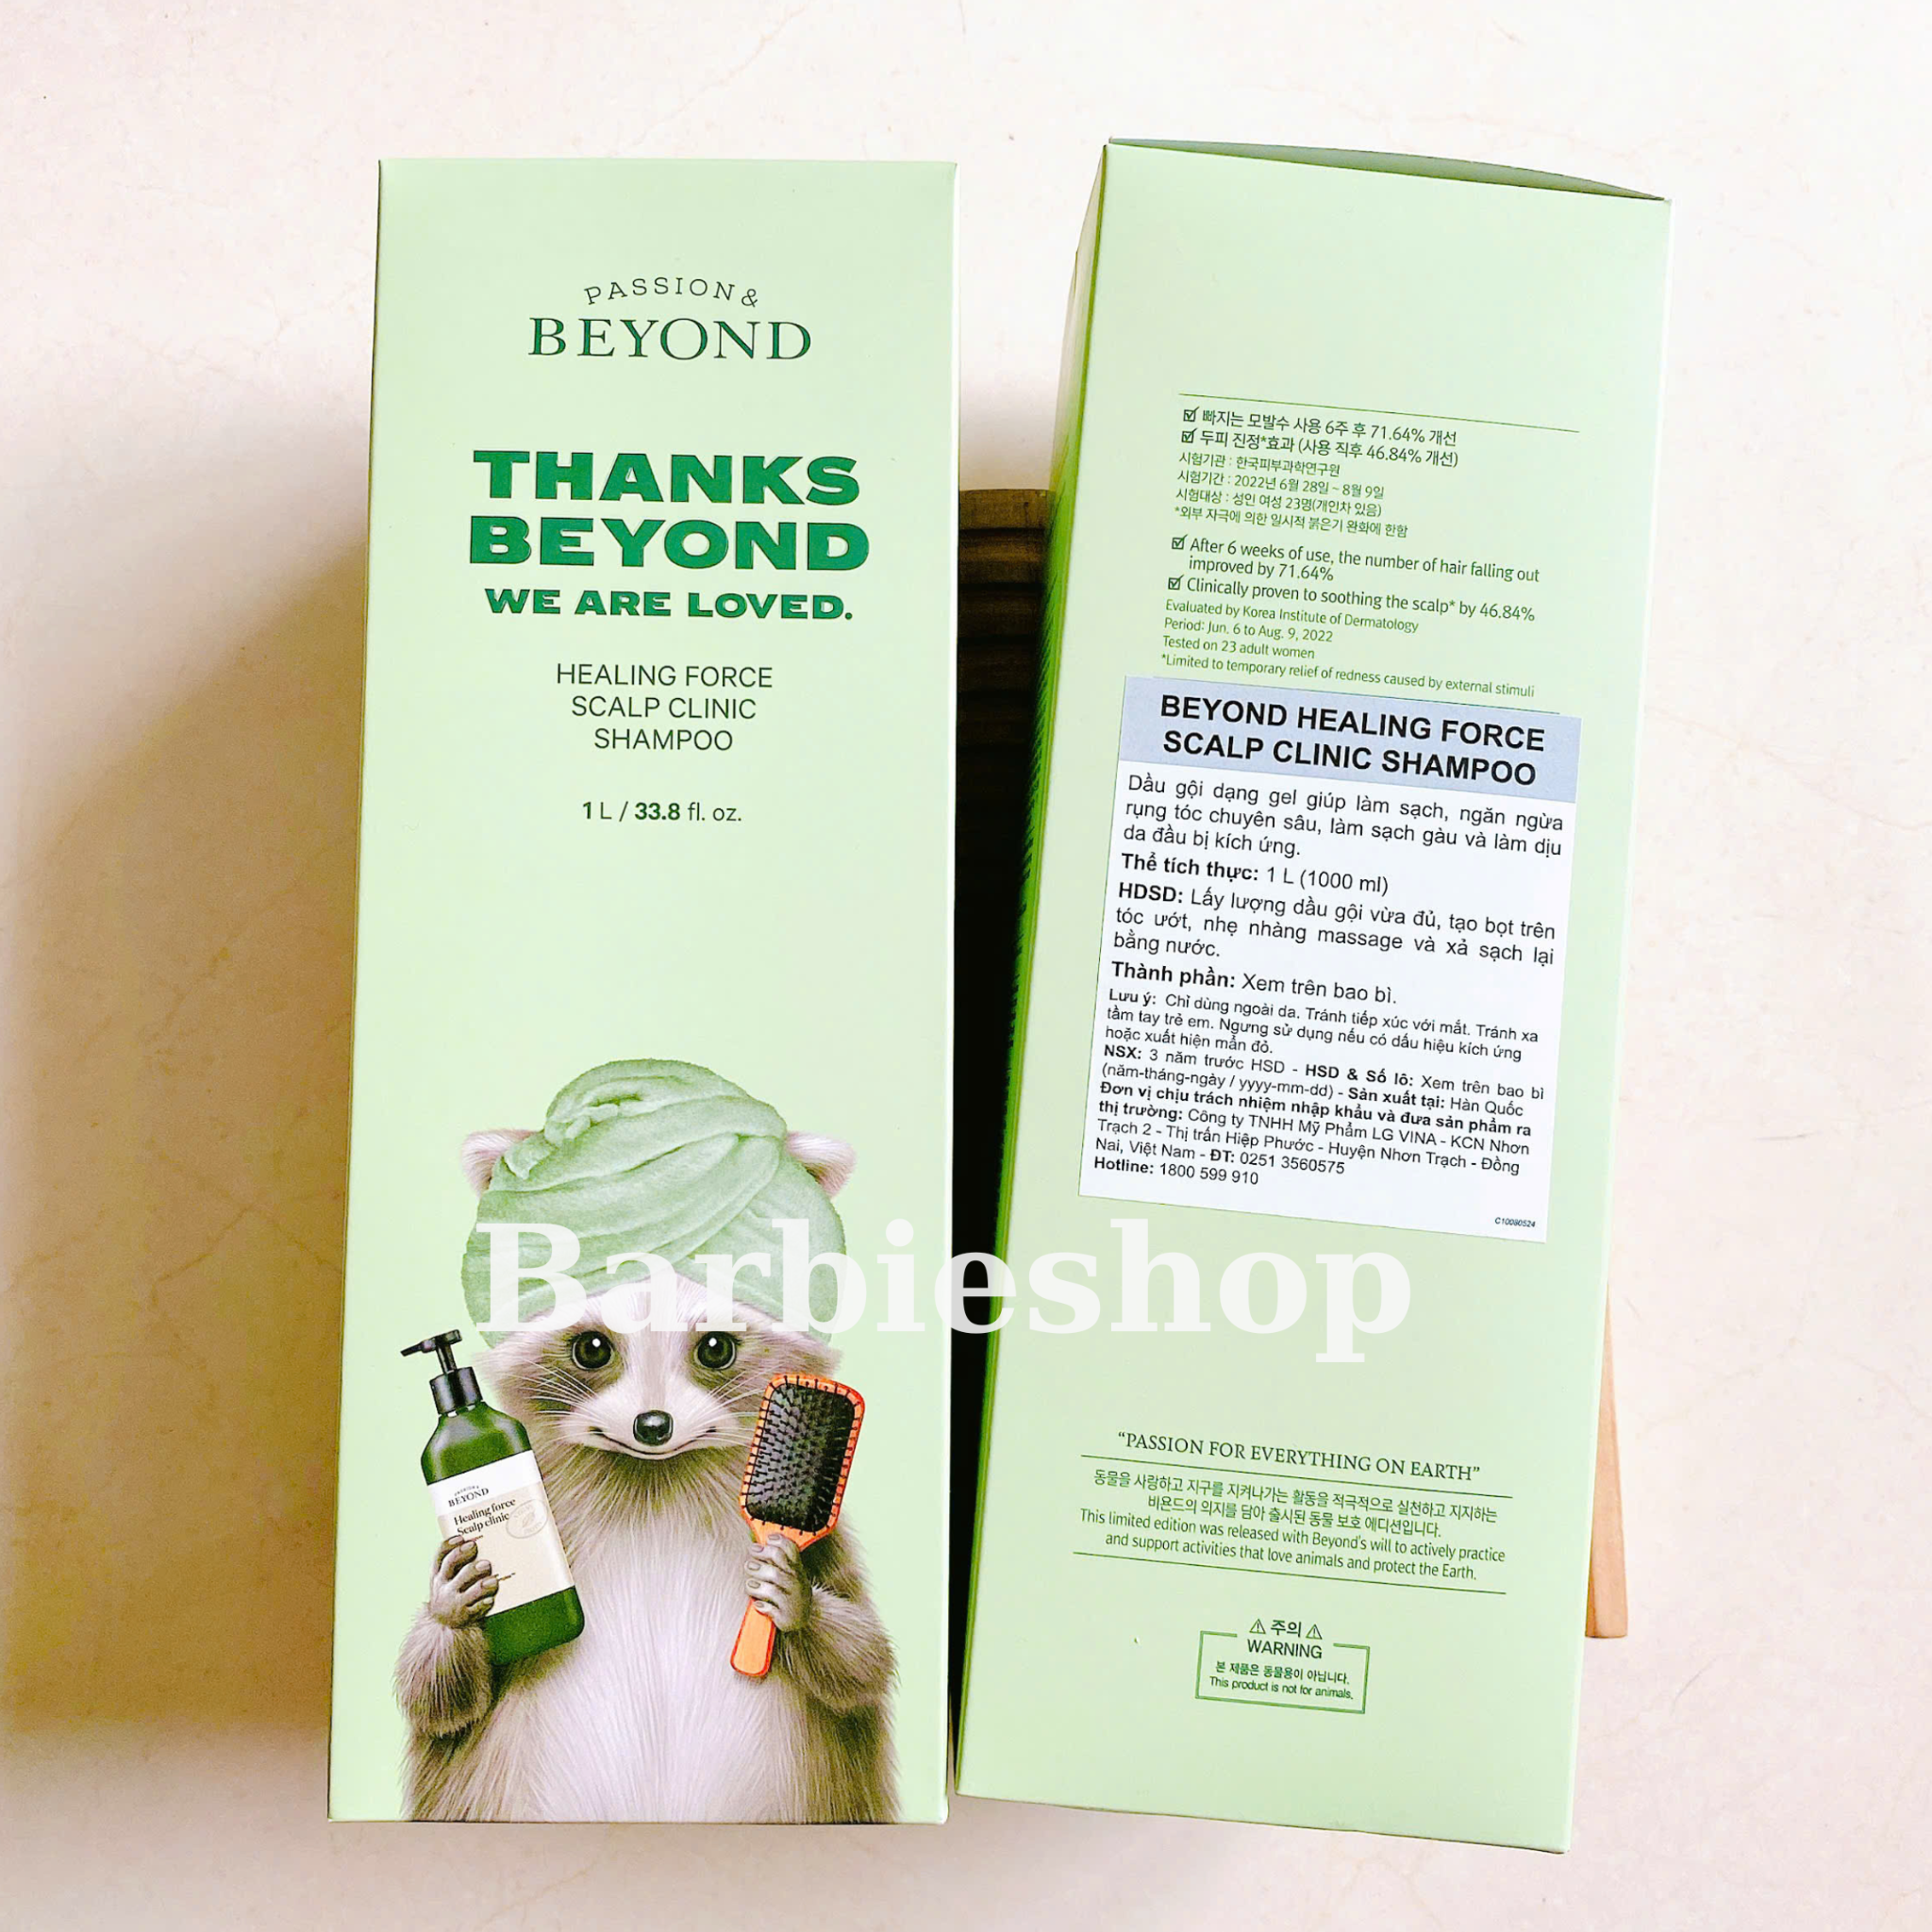 PASSION &
BEYOND
THANKS
BEYOND
WE ARE LOVED.
HEALING FORCE
SCALP CLINIC
SHAMPOO
1 L / 33.8 fl. oz.
BEYOND
Healing force
Scalp clinic
빠지는 모발수 사용 6주 후 71.64% 개선
두피 진정*효과 (사용 직후 46.84% 개선)
시험기관 : 한국피부과학연구원
시험기간 : 2022년 6월 28일 ~ 8월 9일
시험대상 : 성인 여성 23명(개인차 있음)
*외부 자극에 의한 일시적 붉은기 완화에 한함
After 6 weeks of use, the number of hair falling out
improved by 71.64%
Clinically proven to soothing the scalp* by 46.84%
Evaluated by Korea Institute of Dermatology
Period: Jun. 6 to Aug. 9, 2022
Tested on 23 adult women
*Limited to temporary relief of redness caused by external stimuli
BEYOND HEALING FORCE
SCALP CLINIC SHAMPOO
Dầu gội dạng gel giúp làm sạch, ngăn ngừa
rụng tóc chuyên sâu, làm sạch gàu và làm dịu
da đầu bị kích ứng.
Thể tích thực: 1 L (1000 ml)
HDSD: Lấy lượng dầu gội vừa đủ, tạo bọt trên
tóc ướt, nhẹ nhàng massage và xả sạch lại
bằng nước.
Thành phần: Xem trên bao bì.
Lưu ý: Chỉ dùng ngoài da. Tránh tiếp xúc với mắt. Tránh xa
tầm tay trẻ em. Ngưng sử dụng nếu có dấu hiệu kích ứng
hoặc xuất hiện mẩn đỏ.
NSX: 3 năm trước HSD - HSD & Số lô: Xem trên bao bì
(năm-tháng-ngày / yyyy-mm-dd) - Sản xuất tại: Hàn Quốc
Đơn vị chịu trách nhiệm nhập khẩu và đưa sản phẩm ra
thị trường: Công ty TNHH Mỹ Phẩm LG VINA - KCN Nhơn
Trạch 2 - Thị trấn Hiệp Phước - Huyện Nhơn Trạch - Đồng
Nai, Việt Nam - ĐT: 0251 3560575
Hotline: 1800 599 910
C10080524
Barbieshop
“PASSION FOR EVERYTHING ON EARTH”
동물을 사랑하고 지구를 지켜나가는 활동을 적극적으로 실천하고 지지하는
비욘드의 의지를 담아 출시된 동물 보호 에디션입니다.
This limited edition was released with Beyond's will to actively practice
and support activities that love animals and protect the Earth.
⚠ 주의 ⚠
WARNING
본 제품은 동물용이 아닙니다.
This product is not for animals.